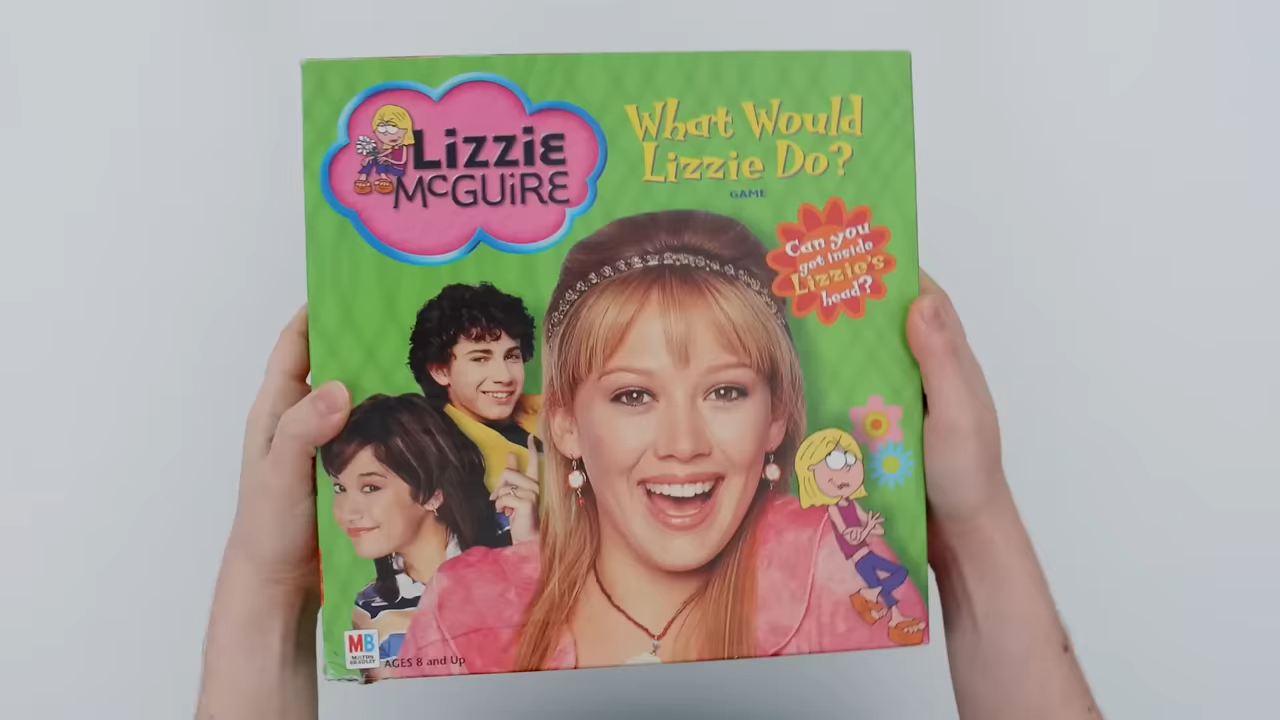 Lizzie
McGuire
What Would
Lizzie Do?
GAME
Can you
get inside
Lizzie's
head?
MB
MILTON
BRADLEY
AGES 8 and Up